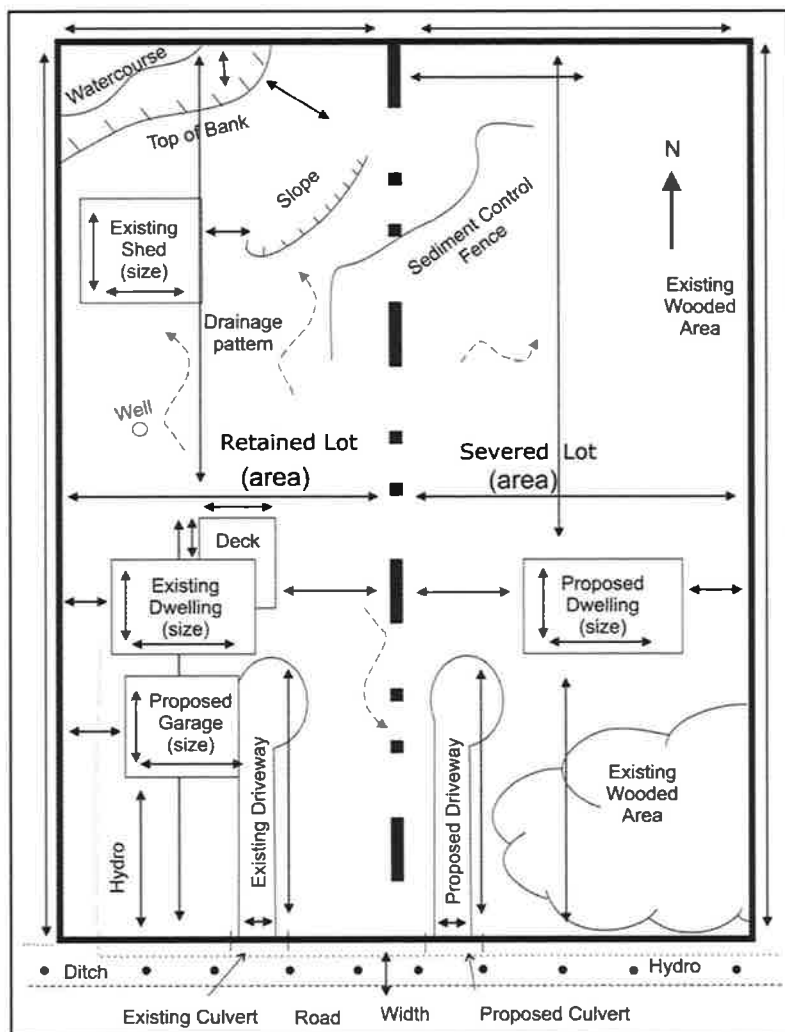 Watercourse
Top of Bank
Slope
N
Existing
Shed
(size)
Sediment Control
Fence
Existing
Wooded
Area
Drainage
pattern
Well
Retained Lot
(area)
Severed Lot
(area)
Deck
Existing
Dwelling
(size)
Proposed
Dwelling
(size)
Proposed
Garage
(size)
Existing Driveway
Proposed Driveway
Existing
Wooded
Area
Hydro
Ditch
Hydro
Existing Culvert
Road
Width
Proposed Culvert